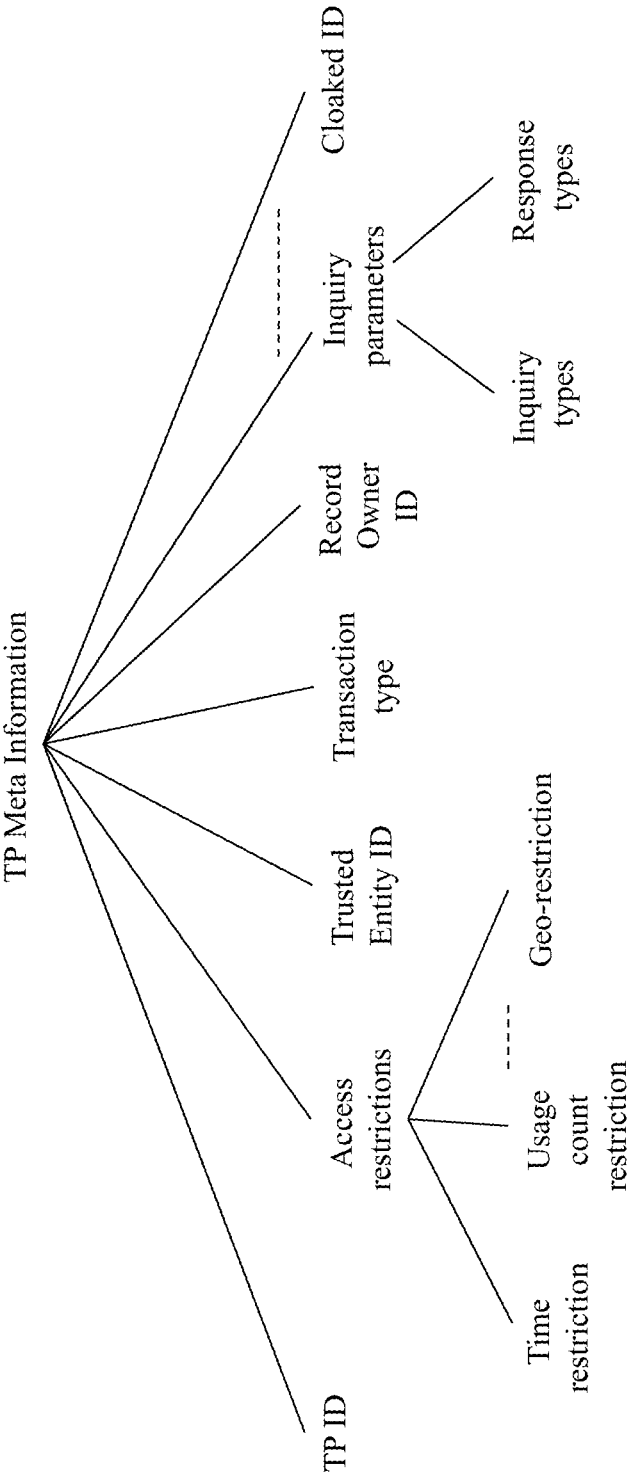 TP Meta Information
TP ID
Access
restrictions
Trusted
Entity ID
Transaction
type
Record
Owner
ID
Inquiry
parameters
Cloaked ID
Time
restriction
Usage
count
restriction
Geo-restriction
Inquiry
types
Response
types